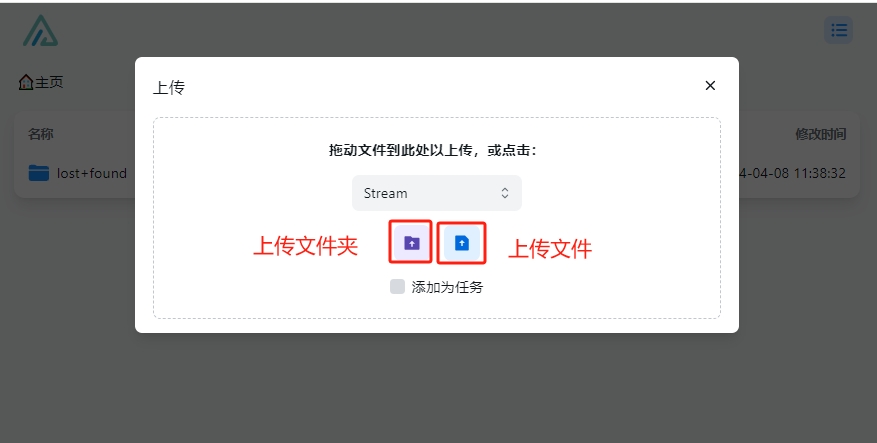 主页
上传
名称
修改时间
拖动文件到此处以上传，或点击：
lost+found
4-04-08 11:38:32
Stream
上传文件夹
上传文件
添加为任务